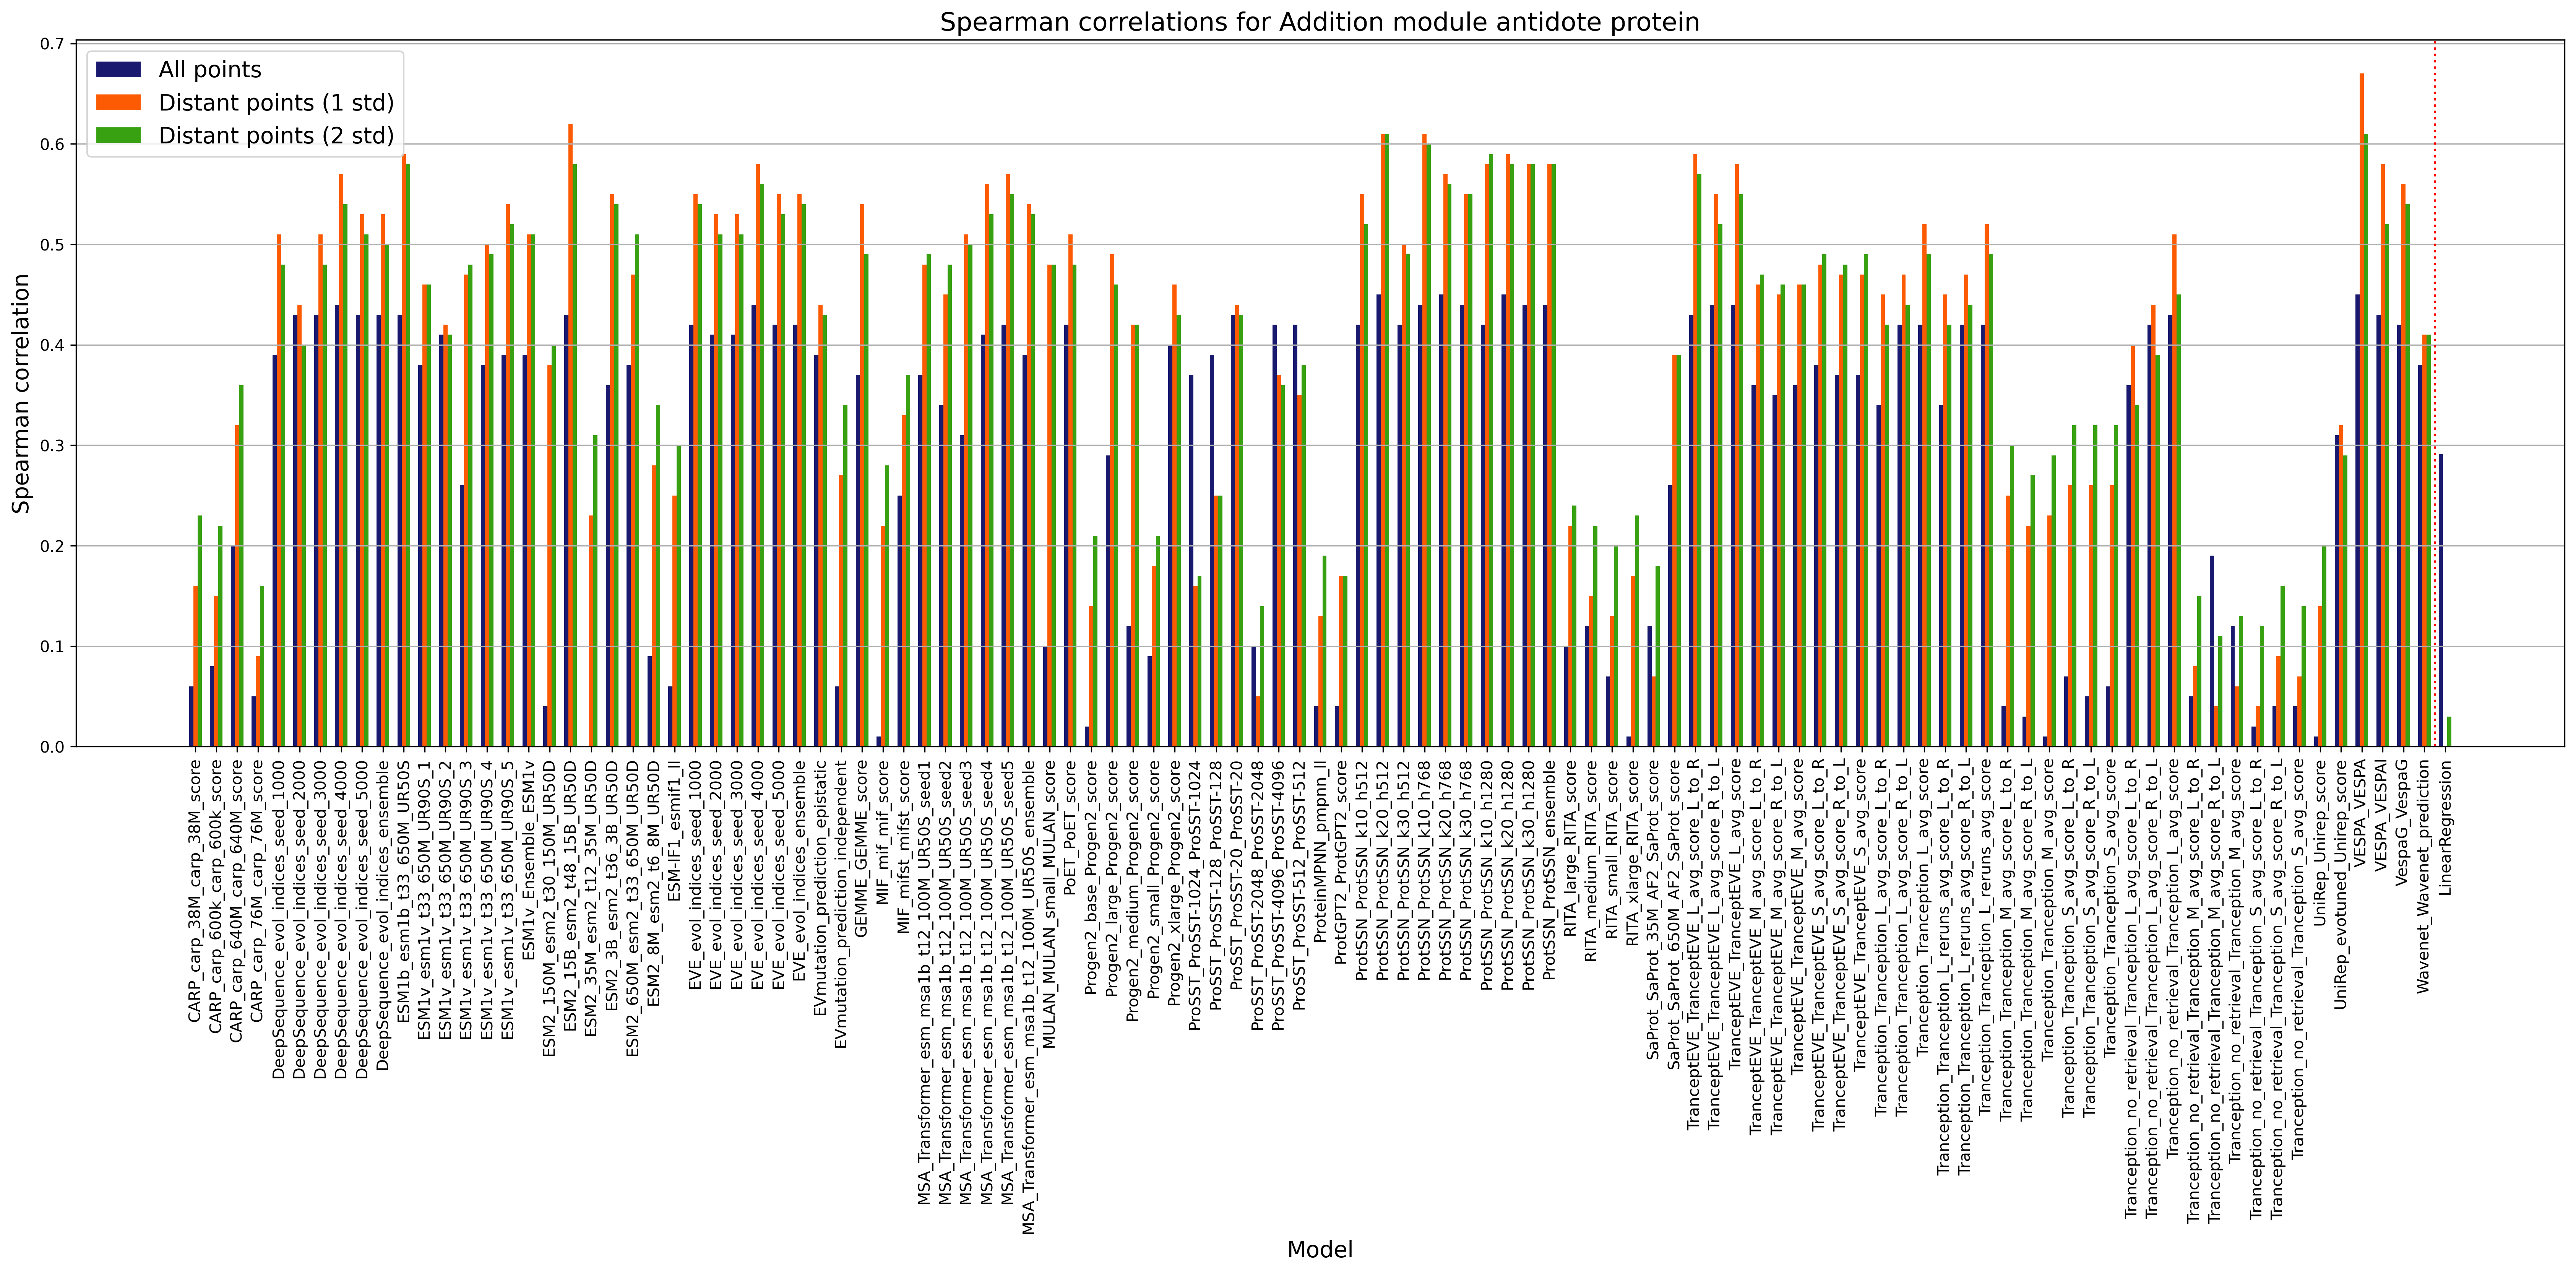 Spearman correlations for Addition module antidote protein
All points
Distant points (1 std)
Distant points (2 std)
Spearman correlation
0.7
0.6
0.5
0.4
0.3
0.2
0.1
0.0
CARP_carp_38M_score
CARP_carp_600k_carp_600k_score
CARP_carp_640M_carp_640M_score
CARP_carp_76M_carp_76M_score
DeepSequence_evol_indices_seed_1000
DeepSequence_evol_indices_seed_2000
DeepSequence_evol_indices_seed_3000
DeepSequence_evol_indices_seed_4000
DeepSequence_evol_indices_seed_5000
DeepSequence_evol_indices_ensemble
ESM1b_esm1b_t33_650M_UR50S
ESM1v_esm1v_t33_650M_UR90S_1
ESM1v_esm1v_t33_650M_UR90S_2
ESM1v_esm1v_t33_650M_UR90S_3
ESM1v_esm1v_t33_650M_UR90S_4
ESM1v_esm1v_t33_650M_UR90S_5
ESM1v_Ensemble_ESM1v
ESM2_150M_esm2_t30_150M_UR50D
ESM2_15B_esm2_t48_15B_UR50D
ESM2_35M_esm2_t12_35M_UR50D
ESM2_3B_esm2_t36_3B_UR50D
ESM2_650M_esm2_t33_650M_UR50D
ESM2_8M_esm2_t6_8M_UR50D
ESM-IF1_esmif1_ll
EVE_evol_indices_seed_1000
EVE_evol_indices_seed_2000
EVE_evol_indices_seed_3000
EVE_evol_indices_seed_4000
EVE_evol_indices_seed_5000
EVE_evol_indices_ensemble
EVmutation_prediction_epistatic
EVmutation_prediction_independent
GEMME_GEMME_score
MIF_mif_mif_score
MIF_mifst_mifst_score
MSA_Transformer_esm_msa1b_t12_100M_UR50S_seed1
MSA_Transformer_esm_msa1b_t12_100M_UR50S_seed2
MSA_Transformer_esm_msa1b_t12_100M_UR50S_seed3
MSA_Transformer_esm_msa1b_t12_100M_UR50S_seed4
MSA_Transformer_esm_msa1b_t12_100M_UR50S_seed5
MSA_Transformer_esm_msa1b_t12_100M_UR50S_ensemble
MULAN_small_MULAN_score
PoET_PoET_score
Progen2_base_Progen2_score
Progen2_large_Progen2_score
Progen2_medium_Progen2_score
Progen2_small_Progen2_score
Progen2_xlarge_Progen2_score
ProSST_ProSST-1024_ProSST-1024
ProSST_ProSST-128_ProSST-128
ProSST_ProSST-20_ProSST-20
ProSST_ProSST-2048_ProSST-2048
ProSST_ProSST-4096_ProSST-4096
ProSST_ProSST-512_ProSST-512
ProteinMPNN_pmpnn_ll
ProtGPT2_ProtGPT2_score
ProtSSN_ProtSSN_k10_h512
ProtSSN_ProtSSN_k20_h512
ProtSSN_ProtSSN_k30_h512
ProtSSN_ProtSSN_k10_h768
ProtSSN_ProtSSN_k20_h768
ProtSSN_ProtSSN_k30_h768
ProtSSN_ProtSSN_k10_h1280
ProtSSN_ProtSSN_k20_h1280
ProtSSN_ProtSSN_k30_h1280
ProtSSN_ProtSSN_ensemble
RITA_large_RITA_score
RITA_medium_RITA_score
RITA_small_RITA_score
RITA_xlarge_RITA_score
SaProt_SaProt_35M_AF2_SaProt_score
SaProt_SaProt_650M_AF2_SaProt_score
TranceptEVE_TranceptEVE_L_avg_score_L_to_R
TranceptEVE_TranceptEVE_L_avg_score_R_to_L
TranceptEVE_TranceptEVE_L_avg_score
TranceptEVE_TranceptEVE_M_avg_score_L_to_R
TranceptEVE_TranceptEVE_M_avg_score_R_to_L
TranceptEVE_TranceptEVE_M_avg_score
TranceptEVE_TranceptEVE_S_avg_score_L_to_R
TranceptEVE_TranceptEVE_S_avg_score_R_to_L
TranceptEVE_TranceptEVE_S_avg_score
Tranception_Tranception_L_avg_score_L_to_R
Tranception_Tranception_L_avg_score_R_to_L
Tranception_Tranception_L_avg_score
Tranception_Tranception_L_reruns_avg_score_L_to_R
Tranception_Tranception_L_reruns_avg_score_R_to_L
Tranception_Tranception_L_reruns_avg_score
Tranception_Tranception_M_avg_score_L_to_R
Tranception_Tranception_M_avg_score_R_to_L
Tranception_Tranception_M_avg_score
Tranception_Tranception_S_avg_score_L_to_R
Tranception_Tranception_S_avg_score_R_to_L
Tranception_Tranception_S_avg_score
Tranception_no_retrieval_Tranception_L_avg_score_L_to_R
Tranception_no_retrieval_Tranception_L_avg_score_R_to_L
Tranception_no_retrieval_Tranception_L_avg_score
Tranception_no_retrieval_Tranception_M_avg_score_L_to_R
Tranception_no_retrieval_Tranception_M_avg_score_R_to_L
Tranception_no_retrieval_Tranception_M_avg_score
Tranception_no_retrieval_Tranception_S_avg_score_L_to_R
Tranception_no_retrieval_Tranception_S_avg_score_R_to_L
Tranception_no_retrieval_Tranception_S_avg_score
UniRep_Unirep_score
UniRep_evotuned_Unirep_score
VESPA_VESPA
VESPA_VESPAl
VespaG_VespaG
Wavenet_Wavenet_prediction
LinearRegression
Model